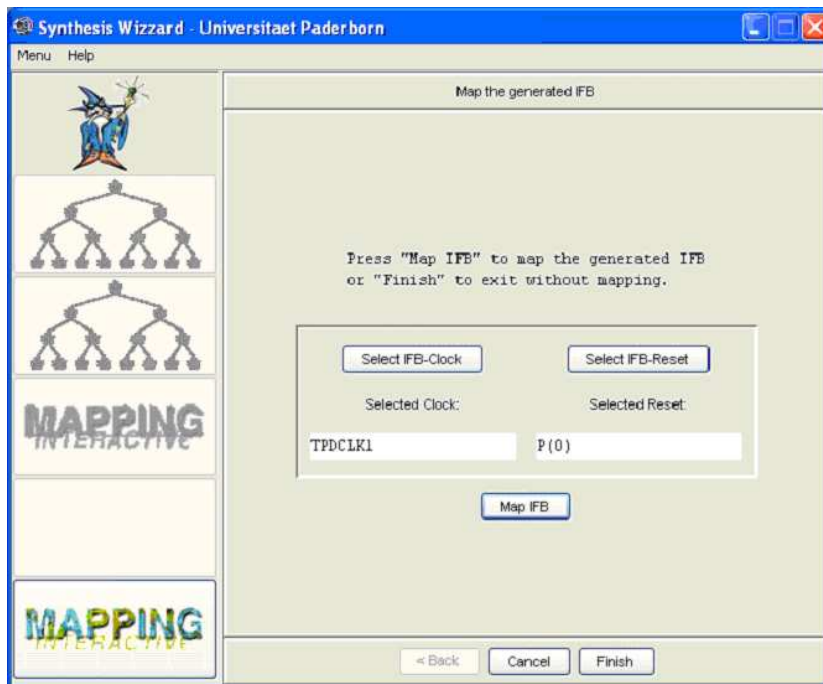 Synthesis Wizzard - Universitaet Paderborn
Menu Help
Map the generated IFB
Press "Map IFB" to map the generated IFB
or "Finish" to exit without mapping.
Select IFB-Clock Select IFB-Reset
Selected Clock: Selected Reset:
TPDCLK1 P(0)
Map IFB
MAPPING
INTERACTIVE
MAPPING
INTERACTIVE
< Back Cancel Finish